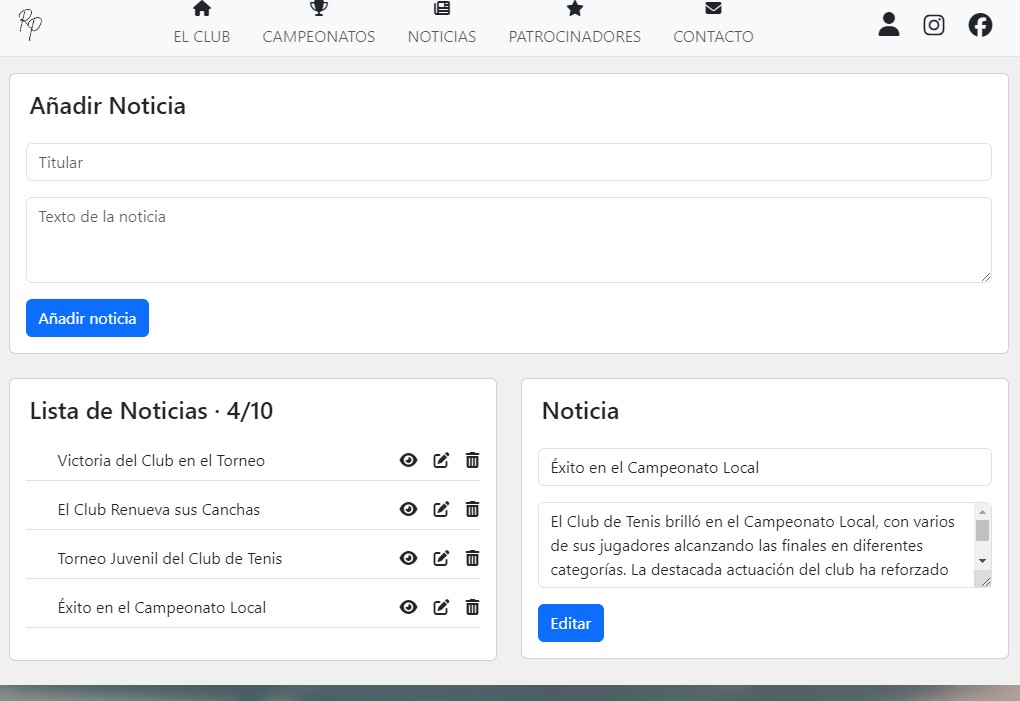 RP
EL CLUB
CAMPEONATOS
NOTICIAS
PATROCINADORES
CONTACTO
Añadir Noticia
Titular
Texto de la noticia
Añadir noticia
Lista de Noticias · 4/10
Victoria del Club en el Torneo
El Club Renueva sus Canchas
Torneo Juvenil del Club de Tenis
Éxito en el Campeonato Local
Noticia
Éxito en el Campeonato Local
El Club de Tenis brilló en el Campeonato Local, con varios
de sus jugadores alcanzando las finales en diferentes
categorías. La destacada actuación del club ha reforzado
Editar